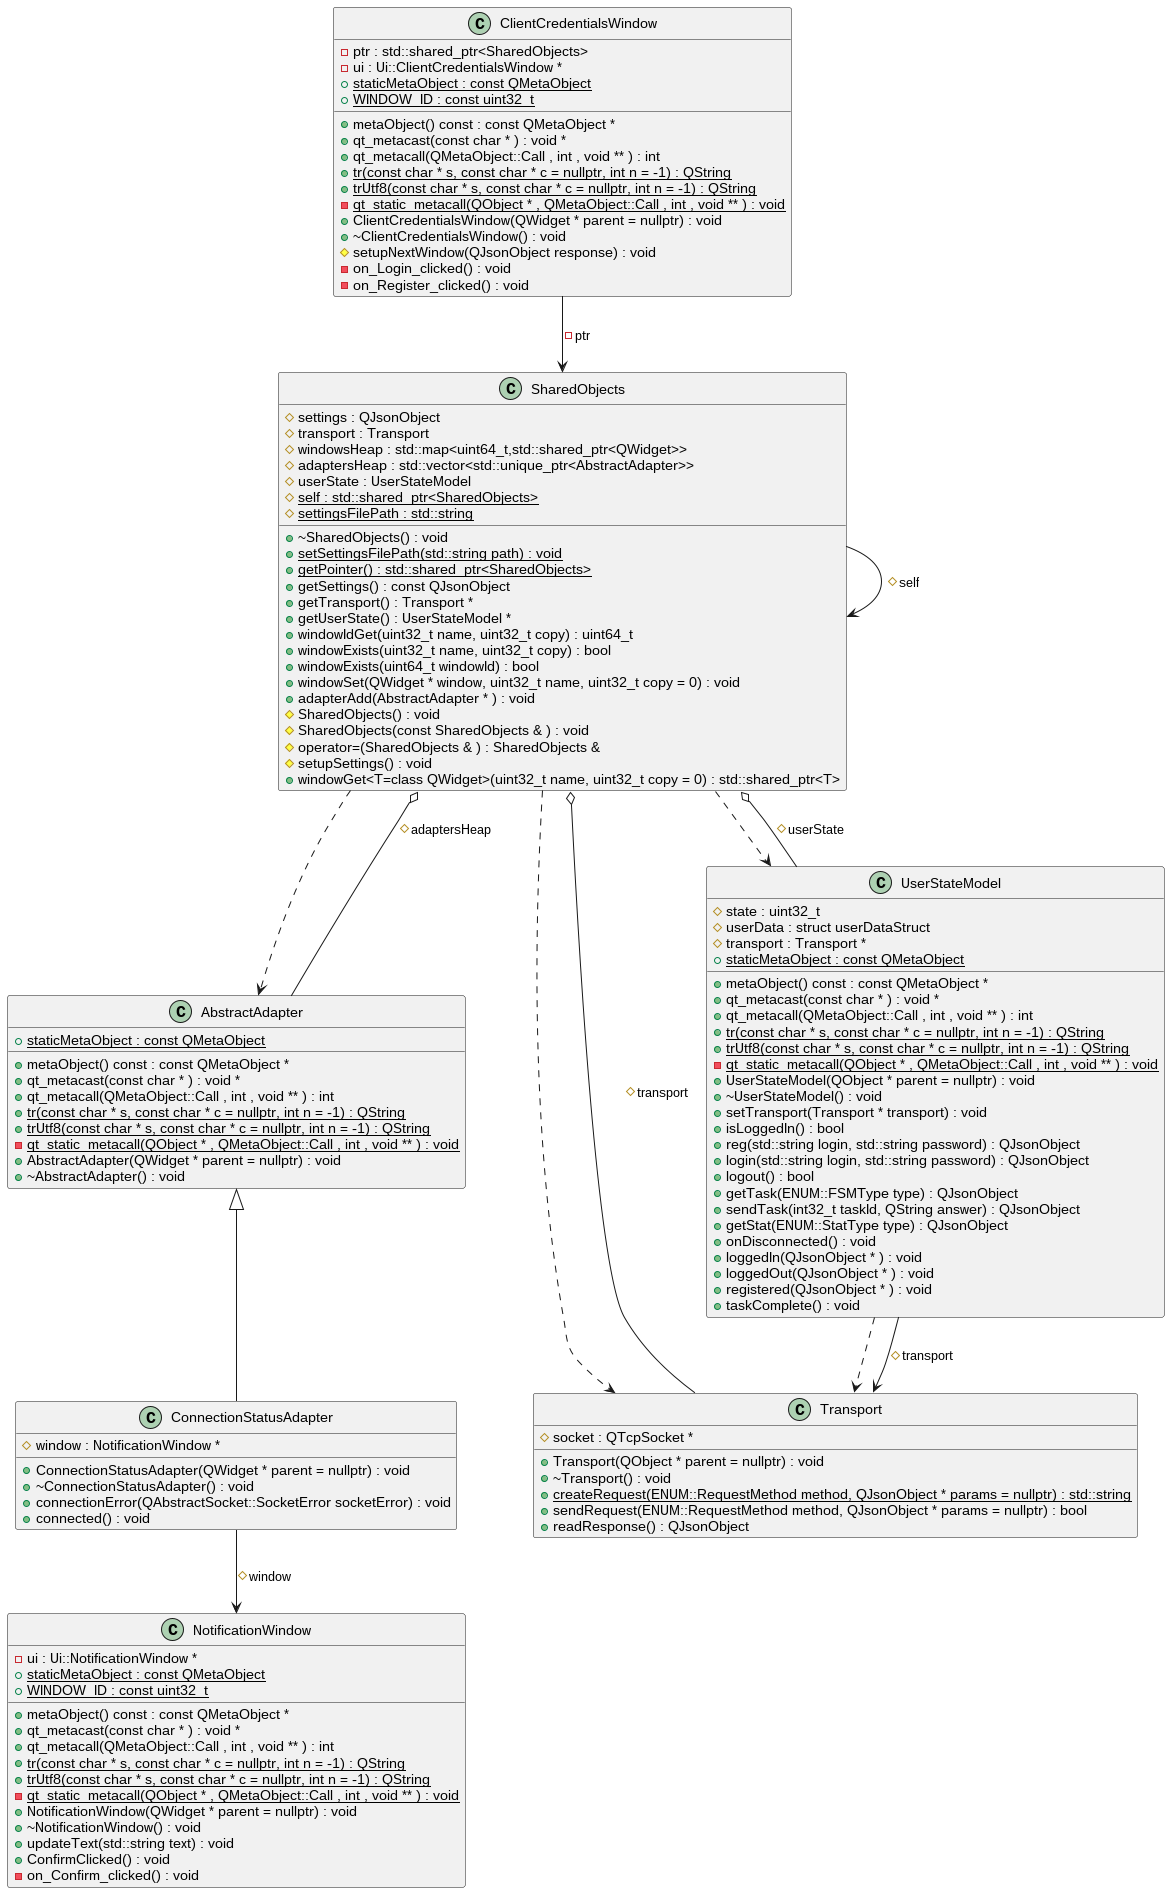 C ClientCredentialsWindow
ptr : std::shared_ptr<SharedObjects>
ui : Ui::ClientCredentialsWindow *
staticMetaObject : const QMetaObject
WINDOW_ID : const uint32_t
metaObject() const : const QMetaObject *
qt_metacast(const char * ) : void *
qt_metacall(QMetaObject::Call , int , void ** ) : int
tr(const char * s, const char * c = nullptr, int n = -1) : QString
trUtf8(const char * s, const char * c = nullptr, int n = -1) : QString
qt_static_metacall(QObject * , QMetaObject::Call , int , void ** ) : void
ClientCredentialsWindow(QWidget * parent = nullptr) : void
~ClientCredentialsWindow() : void
setupNextWindow(QJsonObject response) : void
on_Login_clicked() : void
on_Register_clicked() : void
ptr
C SharedObjects
settings : QJsonObject
transport : Transport
windowsHeap : std::map<uint64_t,std::shared_ptr<QWidget>>
adaptersHeap : std::vector<std::unique_ptr<AbstractAdapter>>
userState : UserStateModel
self : std::shared_ptr<SharedObjects>
settingsFilePath : std::string
~SharedObjects() : void
setSettingsFilePath(std::string path) : void
getPointer() : std::shared_ptr<SharedObjects>
getSettings() : const QJsonObject
getTransport() : Transport *
getUserState() : UserStateModel *
windowIdGet(uint32_t name, uint32_t copy) : uint64_t
windowExists(uint32_t name, uint32_t copy) : bool
windowExists(uint64_t windowId) : bool
windowSet(QWidget * window, uint32_t name, uint32_t copy = 0) : void
adapterAdd(AbstractAdapter * ) : void
SharedObjects() : void
SharedObjects(const SharedObjects & ) : void
operator=(SharedObjects & ) : SharedObjects &
setupSettings() : void
windowGet<T=class QWidget>(uint32_t name, uint32_t copy = 0) : std::shared_ptr<T>
self
adaptersHeap
userState
transport
C UserStateModel
state : uint32_t
userData : struct userDataStruct
transport : Transport *
staticMetaObject : const QMetaObject
metaObject() const : const QMetaObject *
qt_metacast(const char * ) : void *
qt_metacall(QMetaObject::Call , int , void ** ) : int
tr(const char * s, const char * c = nullptr, int n = -1) : QString
trUtf8(const char * s, const char * c = nullptr, int n = -1) : QString
qt_static_metacall(QObject * , QMetaObject::Call , int , void ** ) : void
UserStateModel(QObject * parent = nullptr) : void
~UserStateModel() : void
setTransport(Transport * transport) : void
isLoggedIn() : bool
reg(std::string login, std::string password) : QJsonObject
login(std::string login, std::string password) : QJsonObject
logout() : bool
getTask(ENUM::FSMType type) : QJsonObject
sendTask(int32_t taskId, QString answer) : QJsonObject
getStat(ENUM::StatType type) : QJsonObject
onDisconnected() : void
loggedIn(QJsonObject * ) : void
loggedOut(QJsonObject * ) : void
registered(QJsonObject * ) : void
taskComplete() : void
C AbstractAdapter
staticMetaObject : const QMetaObject
metaObject() const : const QMetaObject *
qt_metacast(const char * ) : void *
qt_metacall(QMetaObject::Call , int , void ** ) : int
tr(const char * s, const char * c = nullptr, int n = -1) : QString
trUtf8(const char * s, const char * c = nullptr, int n = -1) : QString
qt_static_metacall(QObject * , QMetaObject::Call , int , void ** ) : void
AbstractAdapter(QWidget * parent = nullptr) : void
~AbstractAdapter() : void
transport
C ConnectionStatusAdapter
window : NotificationWindow *
ConnectionStatusAdapter(QWidget * parent = nullptr) : void
~ConnectionStatusAdapter() : void
connectionError(QAbstractSocket::SocketError socketError) : void
connected() : void
C Transport
socket : QTcpSocket *
Transport(QObject * parent = nullptr) : void
~Transport() : void
createRequest(ENUM::RequestMethod method, QJsonObject * params = nullptr) : std::string
sendRequest(ENUM::RequestMethod method, QJsonObject * params = nullptr) : bool
readResponse() : QJsonObject
window
C NotificationWindow
ui : Ui::NotificationWindow *
staticMetaObject : const QMetaObject
WINDOW_ID : const uint32_t
metaObject() const : const QMetaObject *
qt_metacast(const char * ) : void *
qt_metacall(QMetaObject::Call , int , void ** ) : int
tr(const char * s, const char * c = nullptr, int n = -1) : QString
trUtf8(const char * s, const char * c = nullptr, int n = -1) : QString
qt_static_metacall(QObject * , QMetaObject::Call , int , void ** ) : void
NotificationWindow(QWidget * parent = nullptr) : void
~NotificationWindow() : void
updateText(std::string text) : void
ConfirmClicked() : void
on_Confirm_clicked() : void